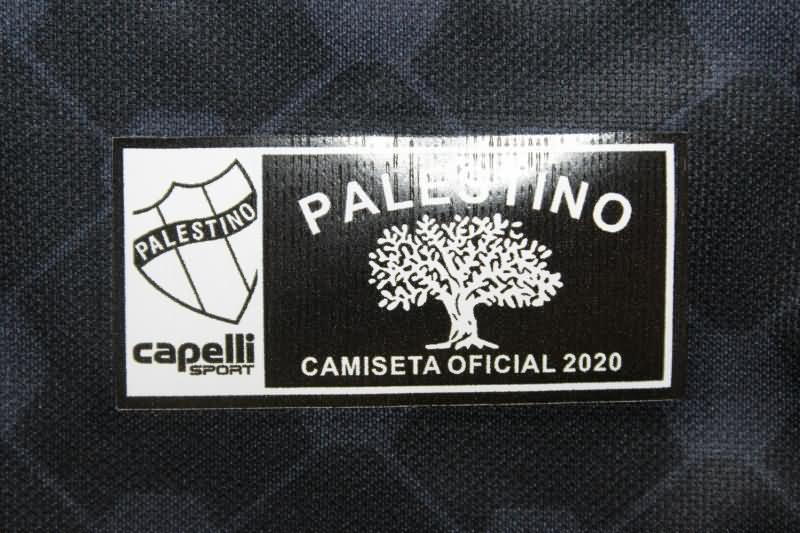 PALESTINO
capelli
SPORT
PALESTINO
CAMISETA OFICIAL 2020